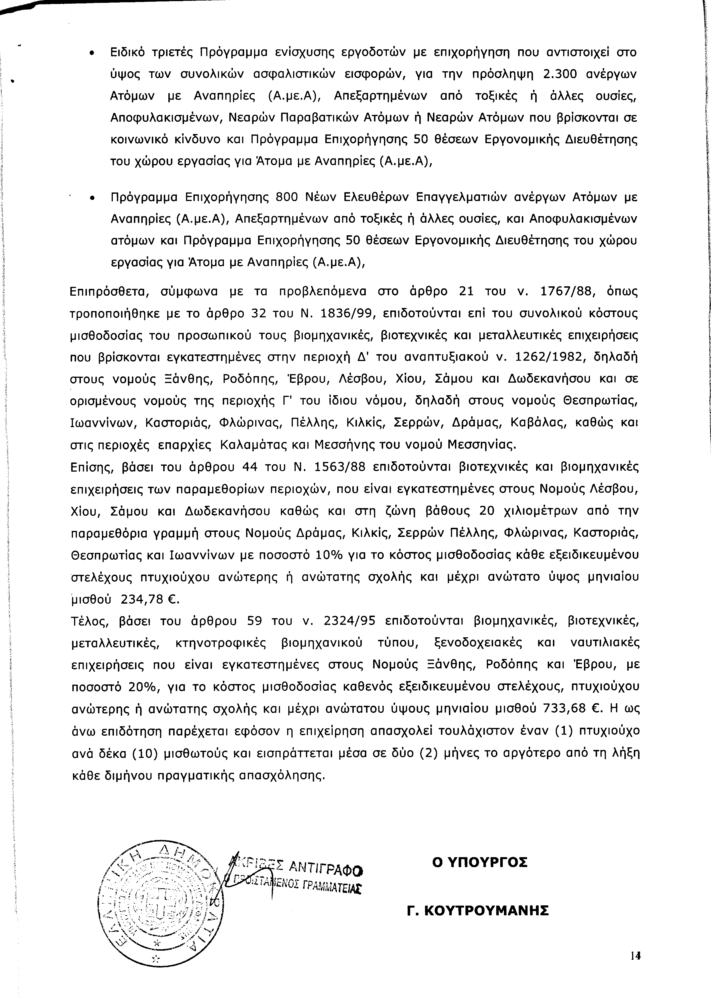 • Ειδικό τριετές Πρόγραμμα ενίσχυσης εργοδοτών με επιχορήγηση που αντιστοιχεί στο
ύψος των συνολικών ασφαλιστικών εισφορών, για την πρόσληψη 2.300 ανέργων
Ατόμων με Αναπηρίες (Α.με.Α), Απεξαρτημένων από τοξικές ή άλλες ουσίες,
Αποφυλακισμένων, Νεαρών Παραβατικών Ατόμων ή Νεαρών Ατόμων που βρίσκονται σε
κοινωνικό κίνδυνο και Πρόγραμμα Επιχορήγησης 50 θέσεων Εργονομικής Διευθέτησης
του χώρου εργασίας για Άτομα με Αναπηρίες (Α.με.Α),
• Πρόγραμμα Επιχορήγησης 800 Νέων Ελευθέρων Επαγγελματιών ανέργων Ατόμων με
Αναπηρίες (Α.με.Α), Απεξαρτημένων από τοξικές ή άλλες ουσίες, και Αποφυλακισμένων
ατόμων και Πρόγραμμα Επιχορήγησης 50 θέσεων Εργονομικής Διευθέτησης του χώρου
εργασίας για Άτομα με Αναπηρίες (Α.με.Α),
Επιπρόσθετα, σύμφωνα με τα προβλεπόμενα στο άρθρο 21 του ν. 1767/88, όπως
τροποποιήθηκε με το άρθρο 32 του Ν. 1836/99, επιδοτούνται επί του συνολικού κόστους
μισθοδοσίας του προσωπικού τους βιομηχανικές, βιοτεχνικές και μεταλλευτικές επιχειρήσεις
που βρίσκονται εγκατεστημένες στην περιοχή Δ' του αναπτυξιακού ν. 1262/1982, δηλαδή
στους νομούς Ξάνθης, Ροδόπης, Έβρου, Λέσβου, Χίου, Σάμου και Δωδεκανήσου και σε
ορισμένους νομούς της περιοχής Γ' του ίδιου νόμου, δηλαδή στους νομούς Θεσπρωτίας,
Ιωαννίνων, Καστοριάς, Φλώρινας, Πέλλης, Κιλκίς, Σερρών, Δράμας, Καβάλας, καθώς και
στις περιοχές επαρχίες Καλαμάτας και Μεσσήνης του νομού Μεσσηνίας.
Επίσης, βάσει του άρθρου 44 του Ν. 1563/88 επιδοτούνται βιοτεχνικές και βιομηχανικές
επιχειρήσεις των παραμεθορίων περιοχών, που είναι εγκατεστημένες στους Νομούς Λέσβου,
Χίου, Σάμου και Δωδεκανήσου καθώς και στη ζώνη βάθους 20 χιλιομέτρων από την
παραμεθόρια γραμμή στους Νομούς Δράμας, Κιλκίς, Σερρών Πέλλης, Φλώρινας, Καστοριάς,
Θεσπρωτίας και Ιωαννίνων με ποσοστό 10% για το κόστος μισθοδοσίας κάθε εξειδικευμένου
στελέχους πτυχιούχου ανώτερης ή ανώτατης σχολής και μέχρι ανώτατο ύψος μηνιαίου
μισθού 234,78 €.
Τέλος, βάσει του άρθρου 59 του ν. 2324/95 επιδοτούνται βιομηχανικές, βιοτεχνικές,
μεταλλευτικές, κτηνοτροφικές βιομηχανικού τύπου, ξενοδοχειακές και ναυτιλιακές
επιχειρήσεις που είναι εγκατεστημένες στους Νομούς Ξάνθης, Ροδόπης και Έβρου, με
ποσοστό 20%, για το κόστος μισθοδοσίας καθενός εξειδικευμένου στελέχους, πτυχιούχου
ανώτερης ή ανώτατης σχολής και μέχρι ανώτατου ύψους μηνιαίου μισθού 733,68 €. Η ως
άνω επιδότηση παρέχεται εφόσον η επιχείρηση απασχολεί τουλάχιστον έναν (1) πτυχιούχο
ανά δέκα (10) μισθωτούς και εισπράττεται μέσα σε δύο (2) μήνες το αργότερο από τη λήξη
κάθε διμήνου πραγματικής απασχόλησης.
ΕΛΛΗΝΙΚΗ ΔΗΜΟΚΡΑΤΙΑ
ΑΚΡΙΒΕΣ ΑΝΤΙΓΡΑΦΟ
Ο ΠΡΟΪΣΤΑΜΕΝΟΣ ΓΡΑΜΜΑΤΕΙΑΣ
Ο ΥΠΟΥΡΓΟΣ
Γ. ΚΟΥΤΡΟΥΜΑΝΗΣ
14